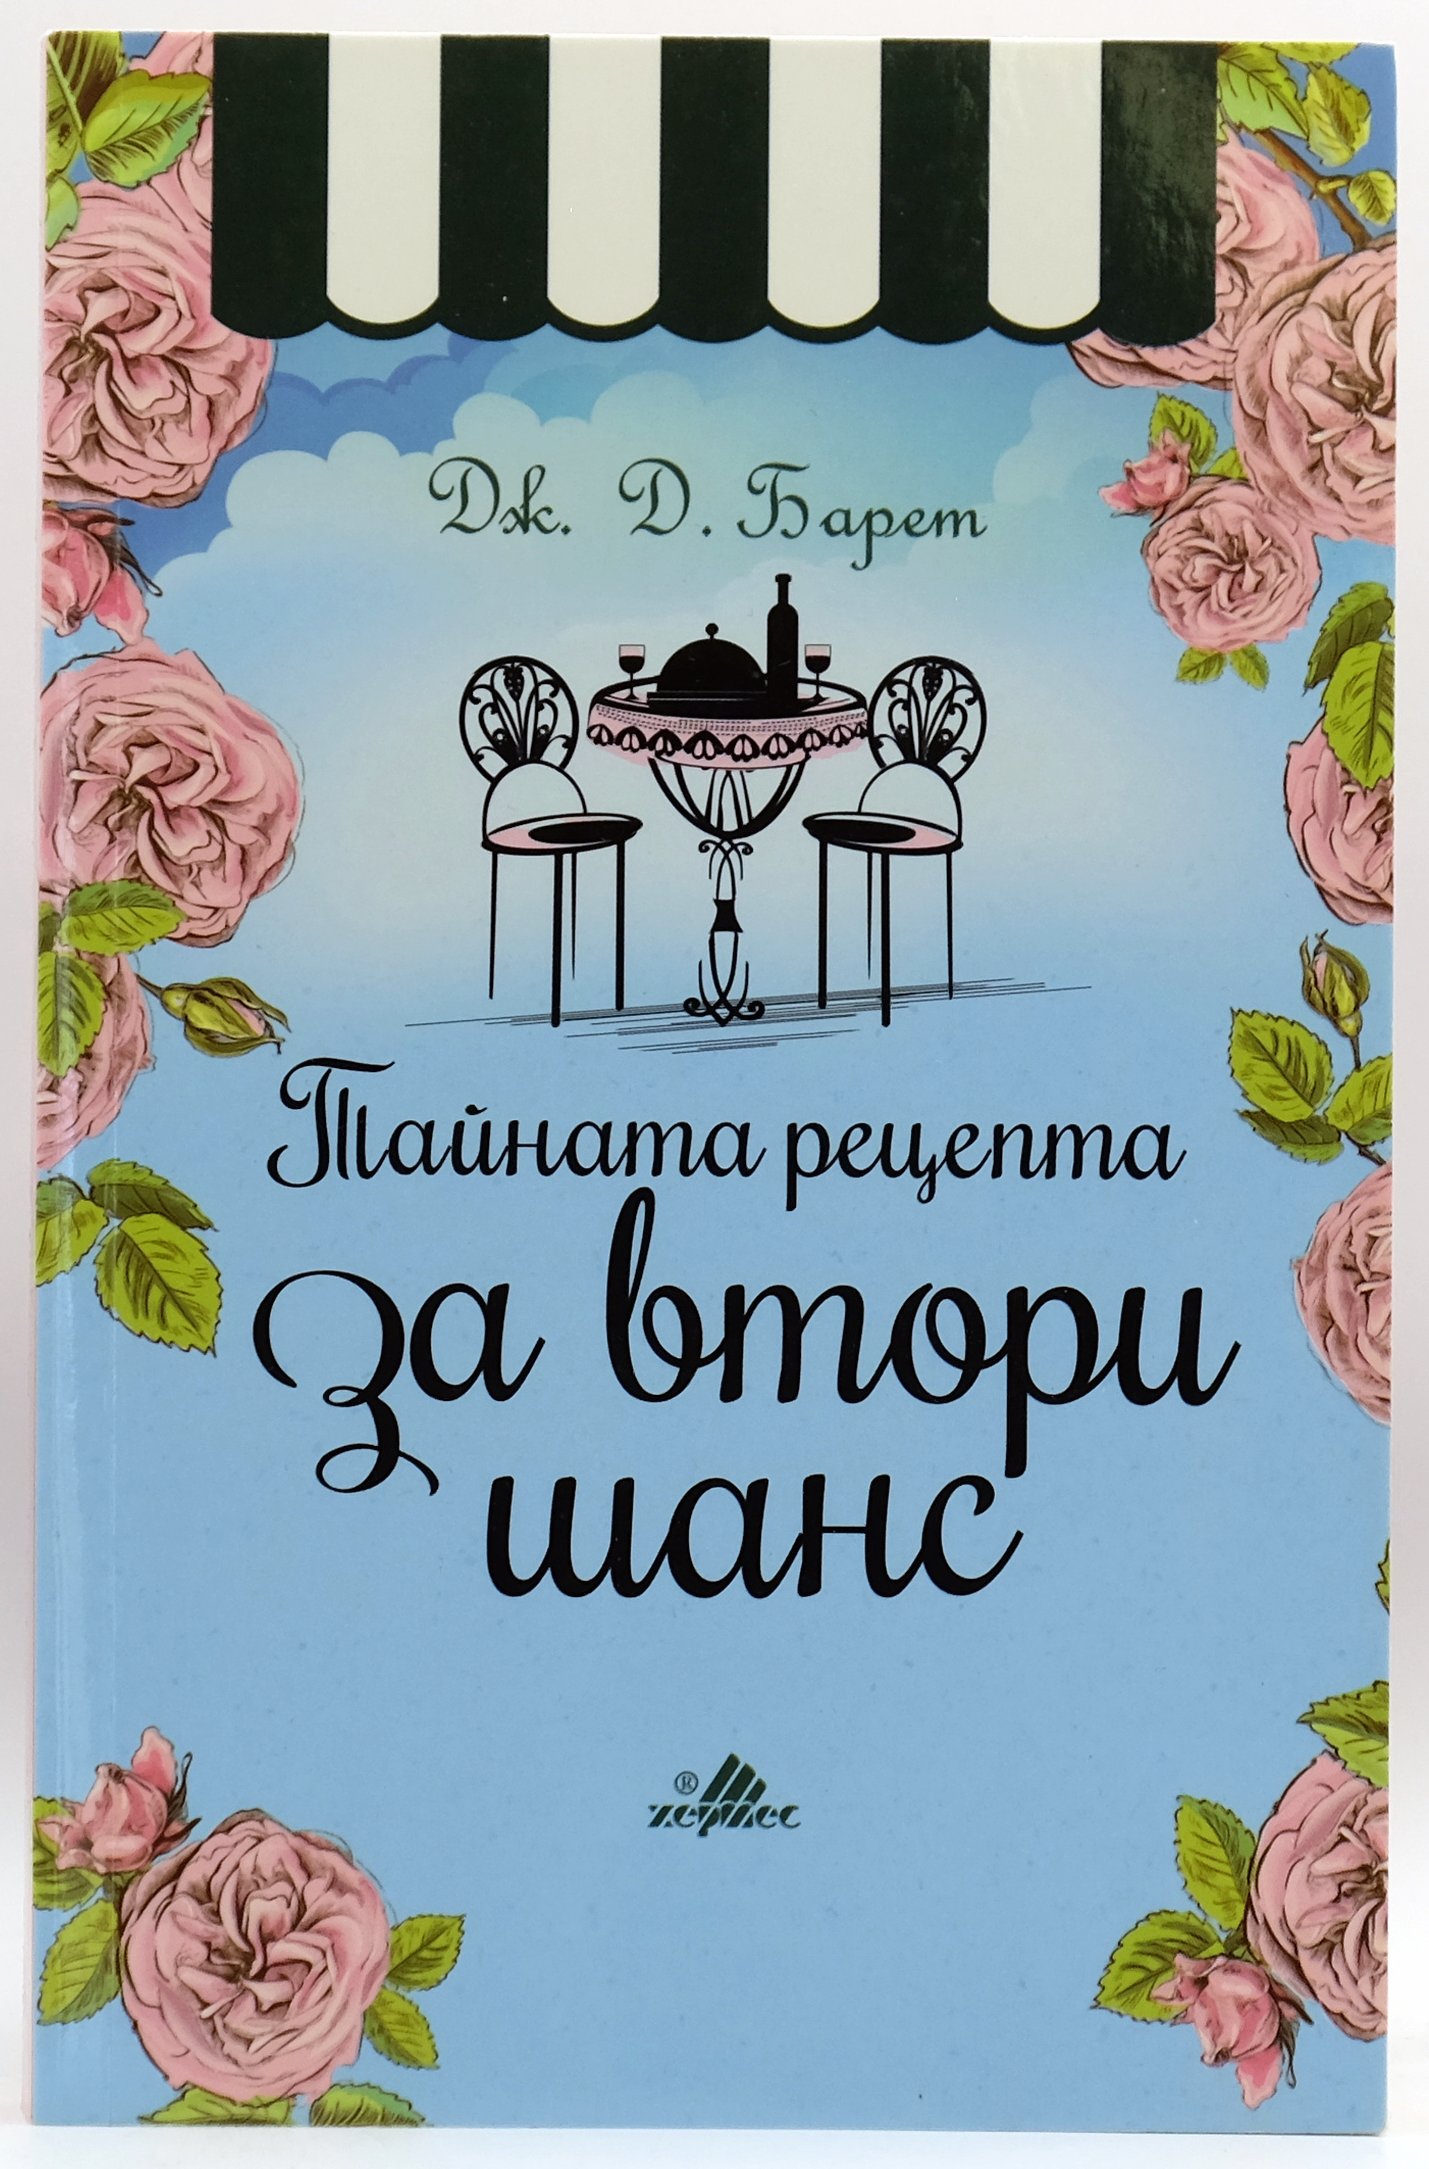 Дж. Д. Барет
Тайната рецепта
за втори
шанс
®
хермес